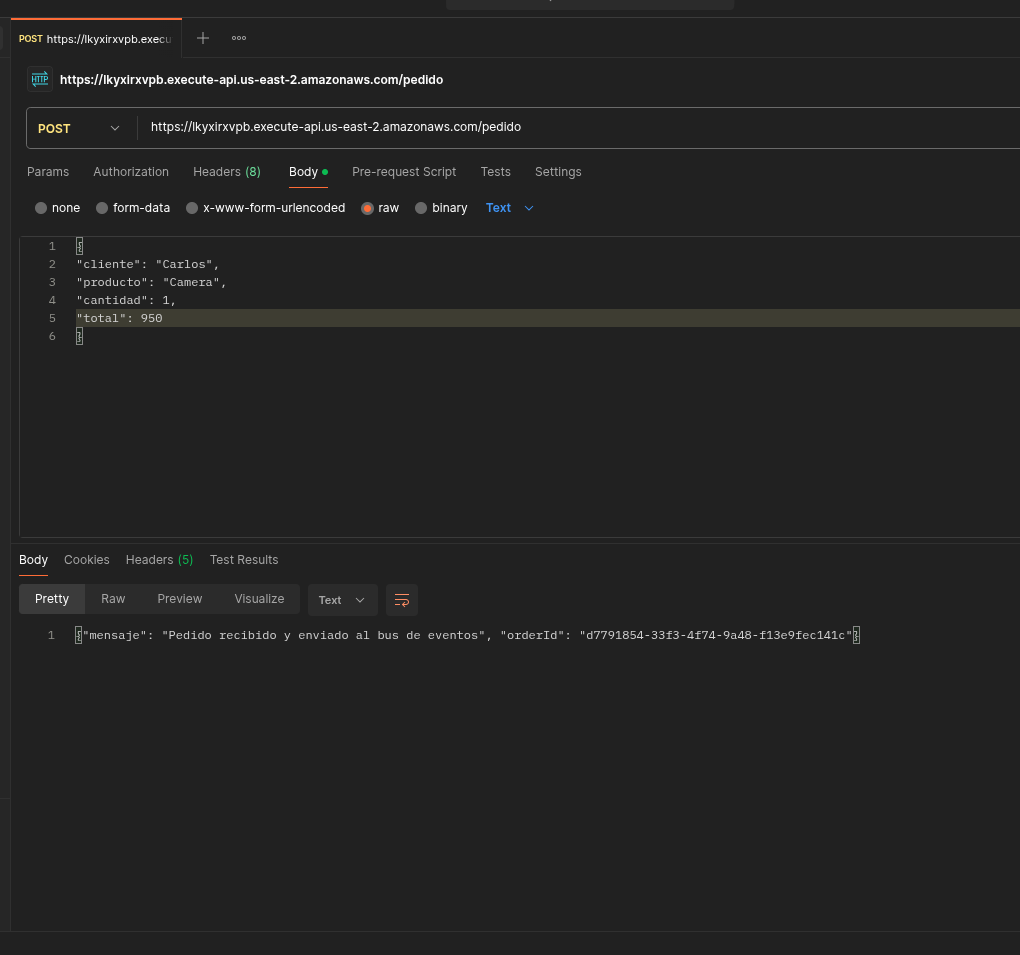 POST https://lkyxirxvpb.execu
HTTP https://lkyxirxvpb.execute-api.us-east-2.amazonaws.com/pedido
POST https://lkyxirxvpb.execute-api.us-east-2.amazonaws.com/pedido
Params Authorization Headers (8) Body Pre-request Script Tests Settings
none form-data x-www-form-urlencoded raw binary Text
1 {
2 "cliente": "Carlos",
3 "producto": "Camera",
4 "cantidad": 1,
5 "total": 950
6 }
Body Cookies Headers (5) Test Results
Pretty Raw Preview Visualize Text
1 {"mensaje": "Pedido recibido y enviado al bus de eventos", "orderId": "d7791854-33f3-4f74-9a48-f13e9fec141c"}